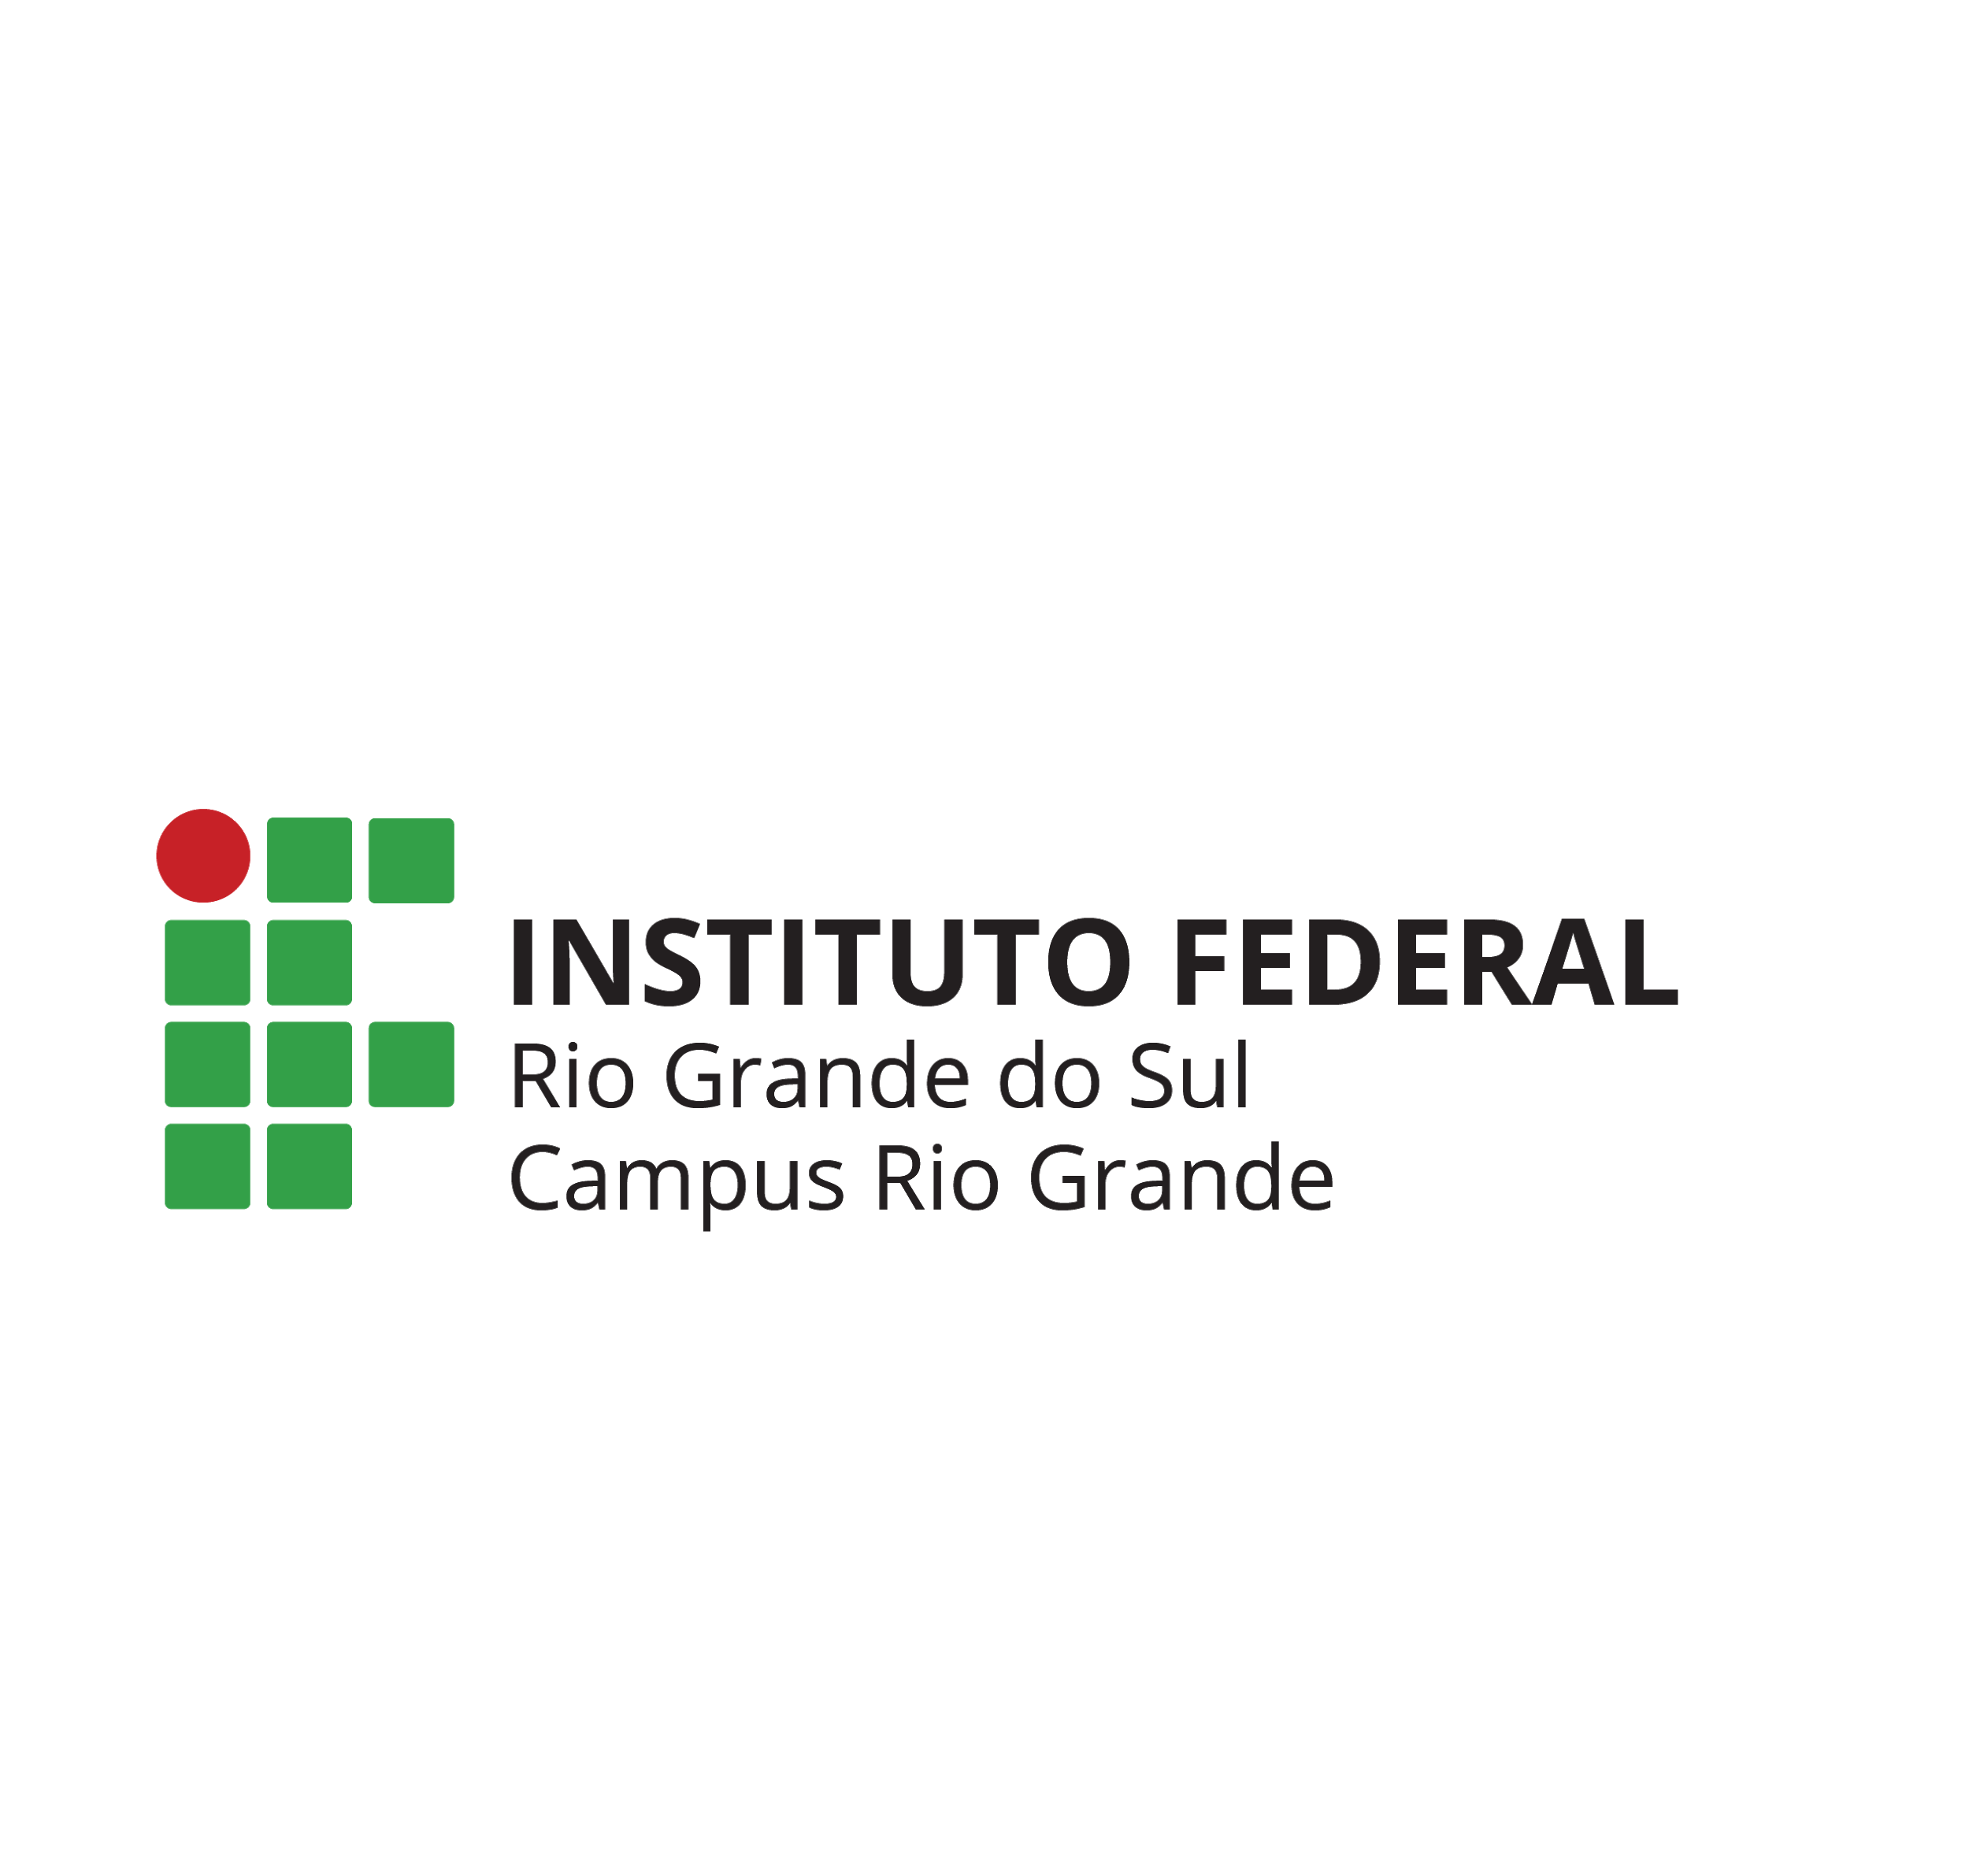 INSTITUTO FEDERAL
Rio Grande do Sul
Campus Rio Grande